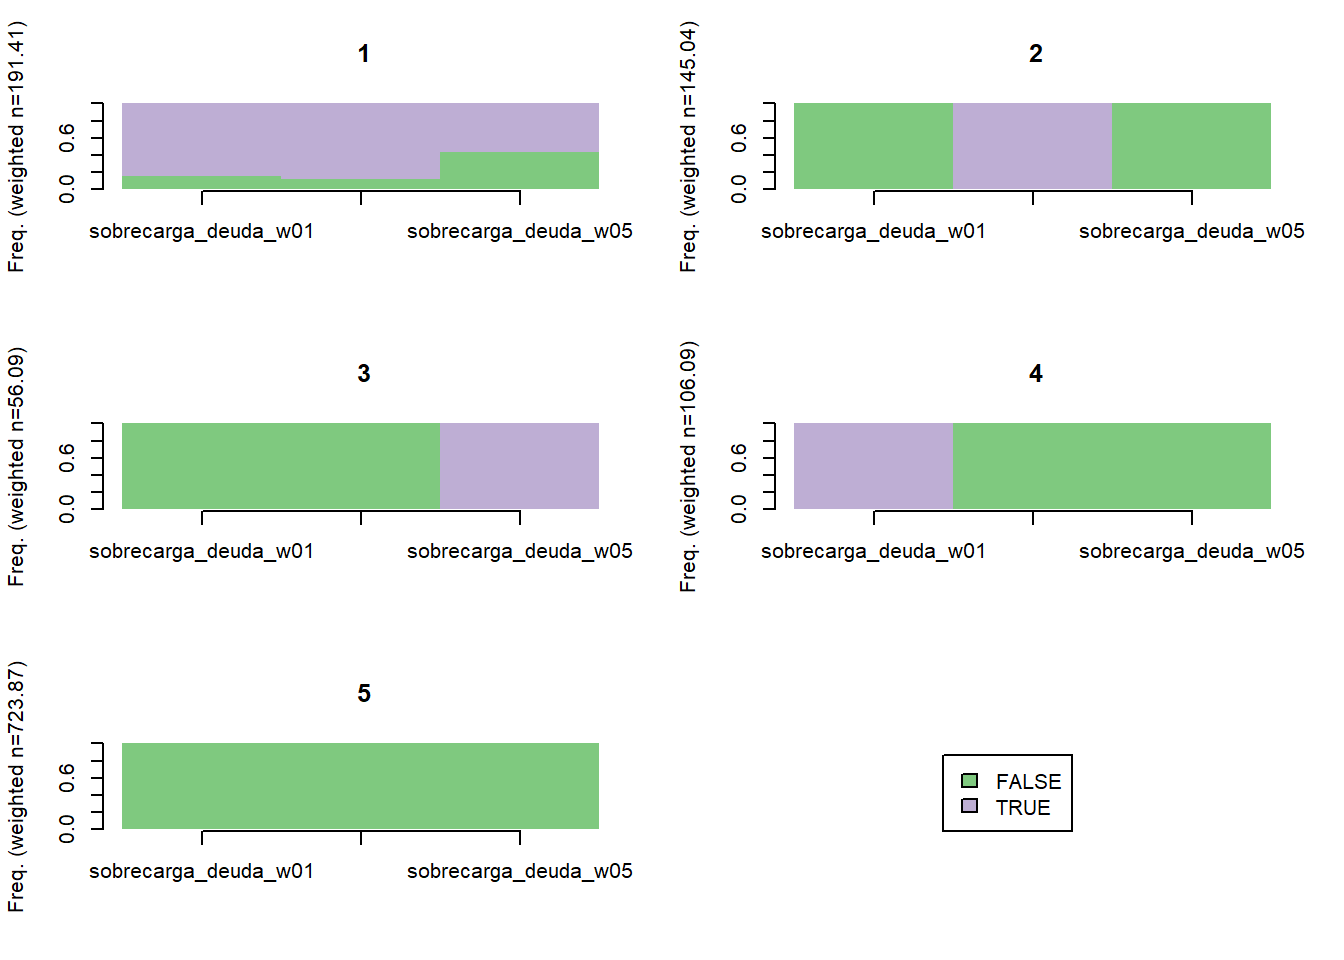 1
Freq. (weighted n=191.41)
0.0 0.6
sobrecarga_deuda_w01 sobrecarga_deuda_w05
2
Freq. (weighted n=145.04)
0.0 0.6
sobrecarga_deuda_w01 sobrecarga_deuda_w05
3
Freq. (weighted n=56.09)
0.0 0.6
sobrecarga_deuda_w01 sobrecarga_deuda_w05
4
Freq. (weighted n=106.09)
0.0 0.6
sobrecarga_deuda_w01 sobrecarga_deuda_w05
5
Freq. (weighted n=723.87)
0.0 0.6
sobrecarga_deuda_w01 sobrecarga_deuda_w05
FALSE
TRUE